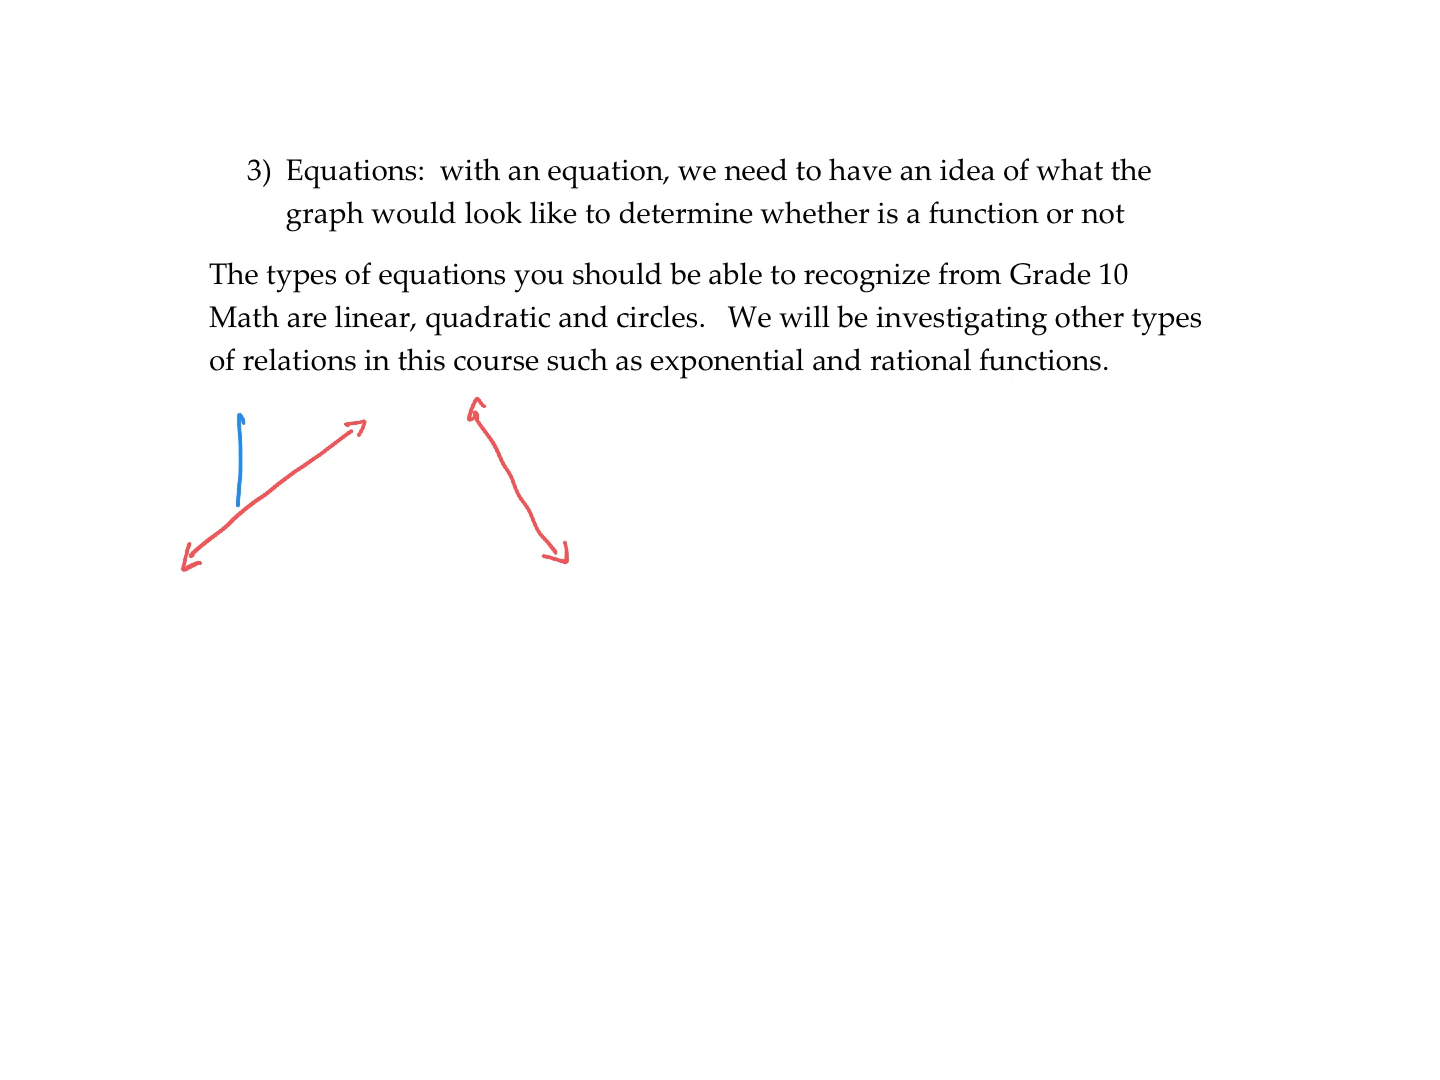 3) Equations: with an equation, we need to have an idea of what the
graph would look like to determine whether is a function or not
The types of equations you should be able to recognize from Grade 10
Math are linear, quadratic and circles. We will be investigating other types
of relations in this course such as exponential and rational functions.